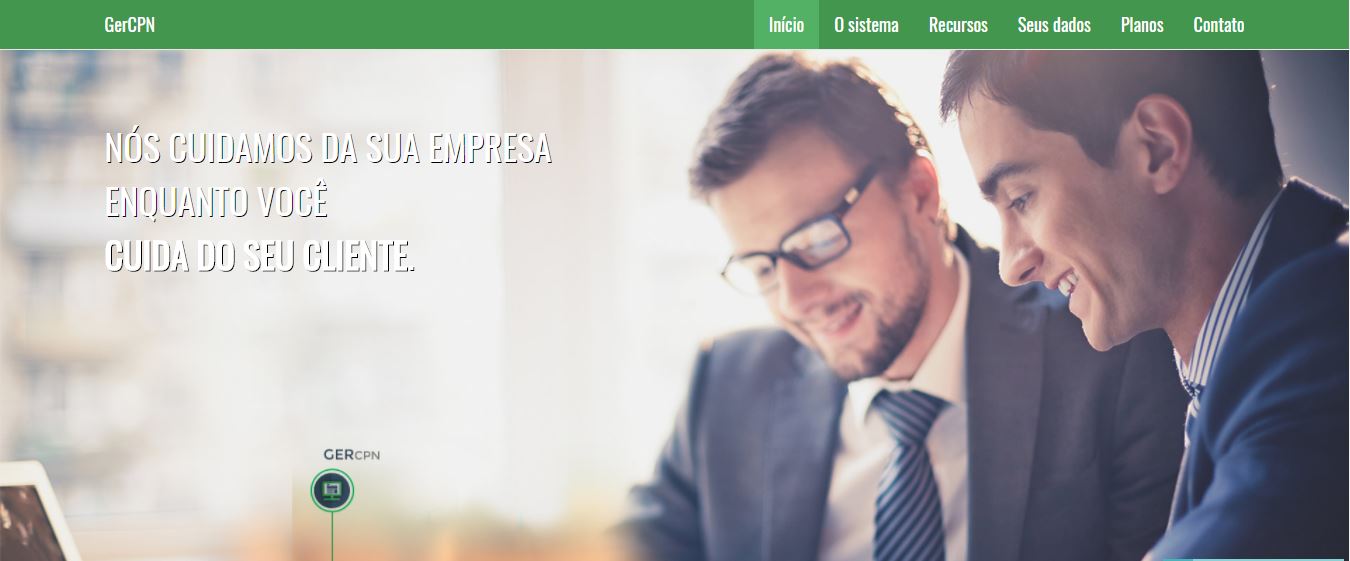 GerCPN
Início
O sistema
Recursos
Seus dados
Planos
Contato
NÓS CUIDAMOS DA SUA EMPRESA
ENQUANTO VOCÊ
CUIDA DO SEU CLIENTE.
GERCPN